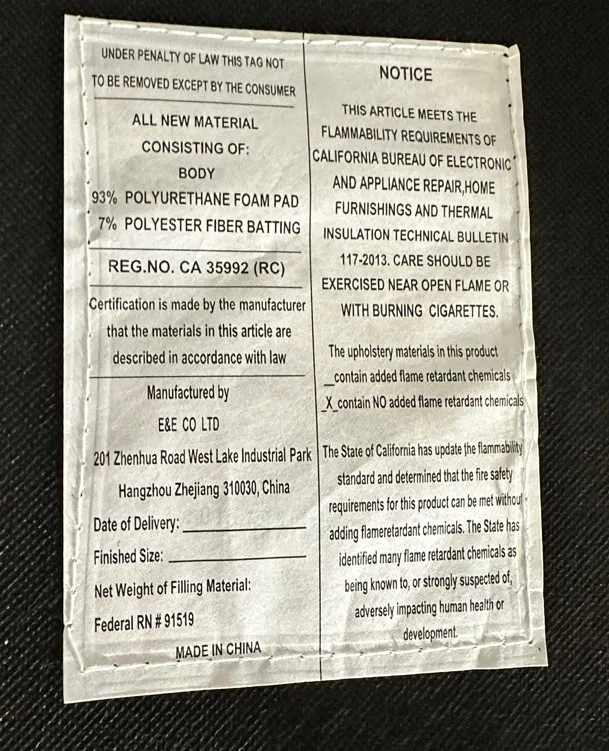 UNDER PENALTY OF LAW THIS TAG NOT
TO BE REMOVED EXCEPT BY THE CONSUMER
ALL NEW MATERIAL
CONSISTING OF:
BODY
93% POLYURETHANE FOAM PAD
7% POLYESTER FIBER BATTING
REG.NO. CA 35992 (RC)
Certification is made by the manufacturer
that the materials in this article are
described in accordance with law
Manufactured by
E&E CO LTD
201 Zhenhua Road West Lake Industrial Park
Hangzhou Zhejiang 310030, China
Date of Delivery: ____________
Finished Size: ____________
Net Weight of Filling Material:
Federal RN # 91519
MADE IN CHINA
NOTICE
THIS ARTICLE MEETS THE
FLAMMABILITY REQUIREMENTS OF
CALIFORNIA BUREAU OF ELECTRONIC
AND APPLIANCE REPAIR,HOME
FURNISHINGS AND THERMAL
INSULATION TECHNICAL BULLETIN
117-2013. CARE SHOULD BE
EXERCISED NEAR OPEN FLAME OR
WITH BURNING CIGARETTES.
The upholstery materials in this product
__contain added flame retardant chemicals
_X_contain NO added flame retardant chemicals
The State of California has update the flammability
standard and determined that the fire safety
requirements for this product can be met without
adding flameretardant chemicals. The State has
identified many flame retardant chemicals as
being known to, or strongly suspected of,
adversely impacting human health or
development.